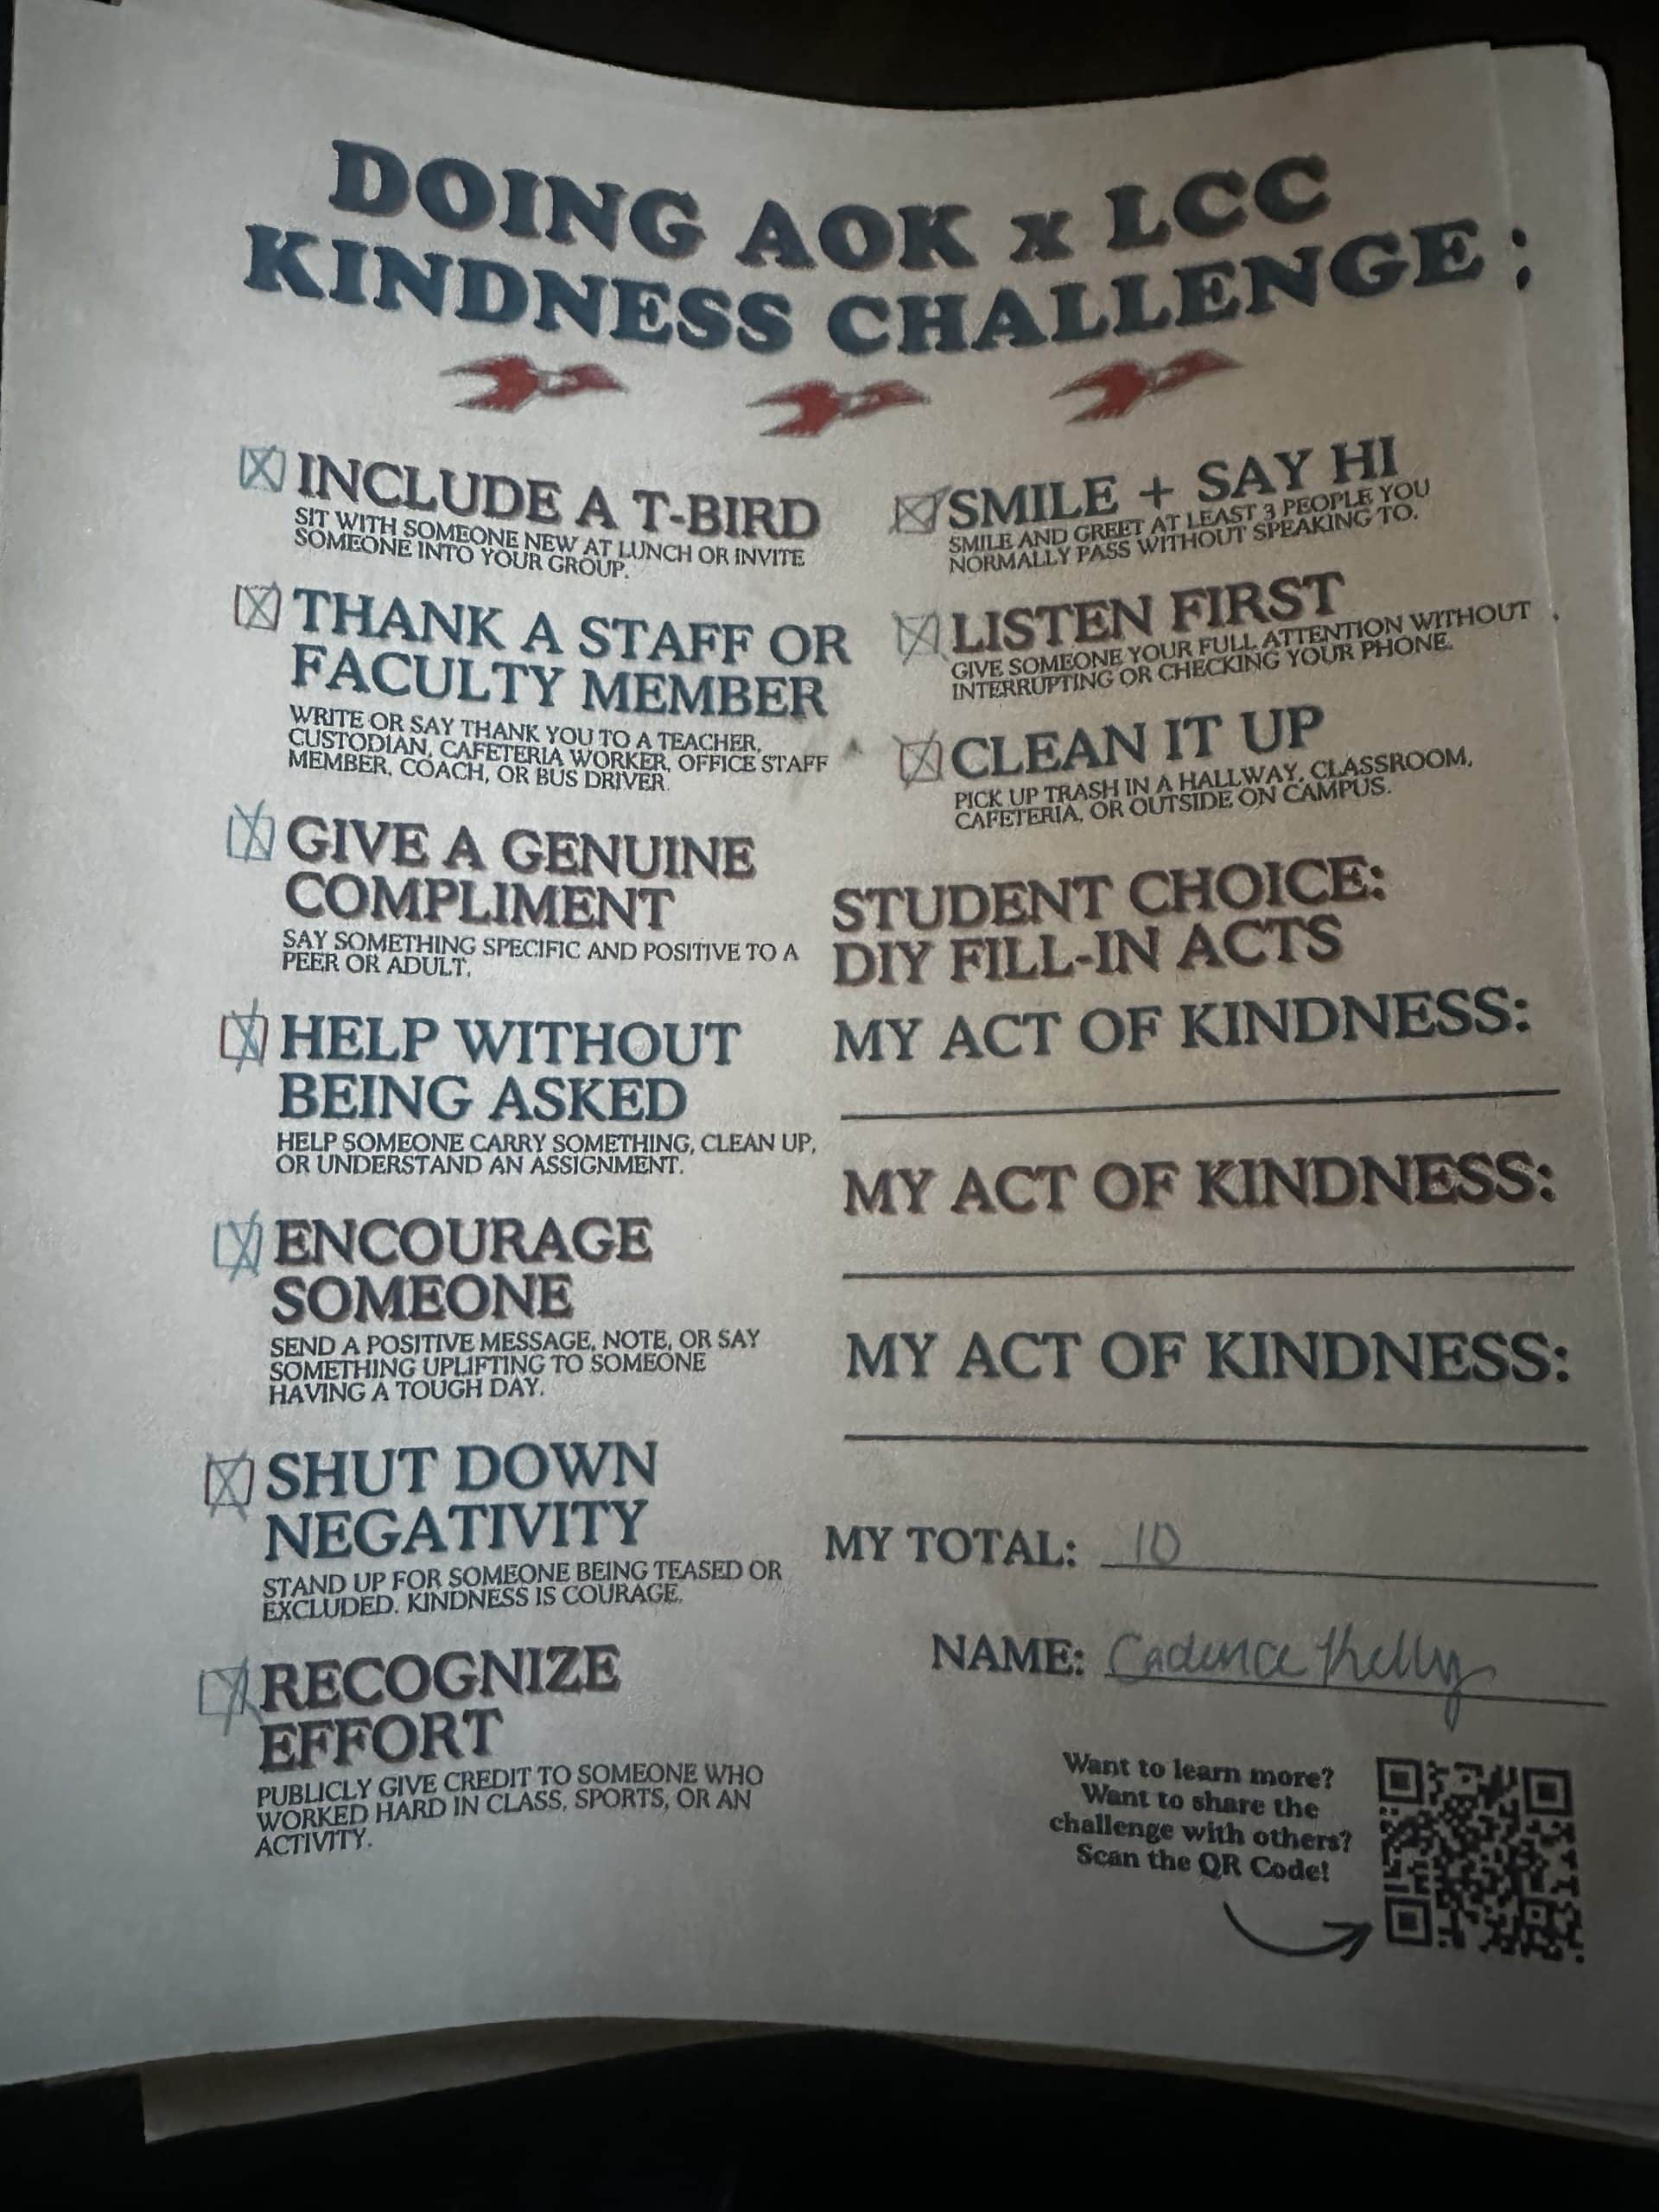 DOING AOK x LCC
KINDNESS CHALLENGE:
INCLUDE A T-BIRD
SIT WITH SOMEONE NEW AT LUNCH OR INVITE
SOMEONE INTO YOUR GROUP.
THANK A STAFF OR
FACULTY MEMBER
WRITE OR SAY THANK YOU TO A TEACHER,
CUSTODIAN, CAFETERIA WORKER, OFFICE STAFF
MEMBER, COACH, OR BUS DRIVER.
GIVE A GENUINE
COMPLIMENT
SAY SOMETHING SPECIFIC AND POSITIVE TO A
PEER OR ADULT.
HELP WITHOUT
BEING ASKED
HELP SOMEONE CARRY SOMETHING, CLEAN UP,
OR UNDERSTAND AN ASSIGNMENT.
ENCOURAGE
SOMEONE
SEND A POSITIVE MESSAGE, NOTE, OR SAY
SOMETHING UPLIFTING TO SOMEONE
HAVING A TOUGH DAY.
SHUT DOWN
NEGATIVITY
STAND UP FOR SOMEONE BEING TEASED OR
EXCLUDED. KINDNESS IS COURAGE.
RECOGNIZE
EFFORT
PUBLICLY GIVE CREDIT TO SOMEONE WHO
WORKED HARD IN CLASS, SPORTS, OR AN
ACTIVITY.
SMILE + SAY HI
SMILE AND GREET AT LEAST 3 PEOPLE YOU
NORMALLY PASS WITHOUT SPEAKING TO.
LISTEN FIRST
GIVE SOMEONE YOUR FULL ATTENTION WITHOUT
INTERRUPTING OR CHECKING YOUR PHONE.
CLEAN IT UP
PICK UP TRASH IN A HALLWAY, CLASSROOM,
CAFETERIA, OR OUTSIDE ON CAMPUS.
STUDENT CHOICE:
DIY FILL-IN ACTS
MY ACT OF KINDNESS:
MY ACT OF KINDNESS:
MY ACT OF KINDNESS:
MY TOTAL: 10
NAME: Cadence Kelly
Want to learn more?
Want to share the
challenge with others?
Scan the QR Code!